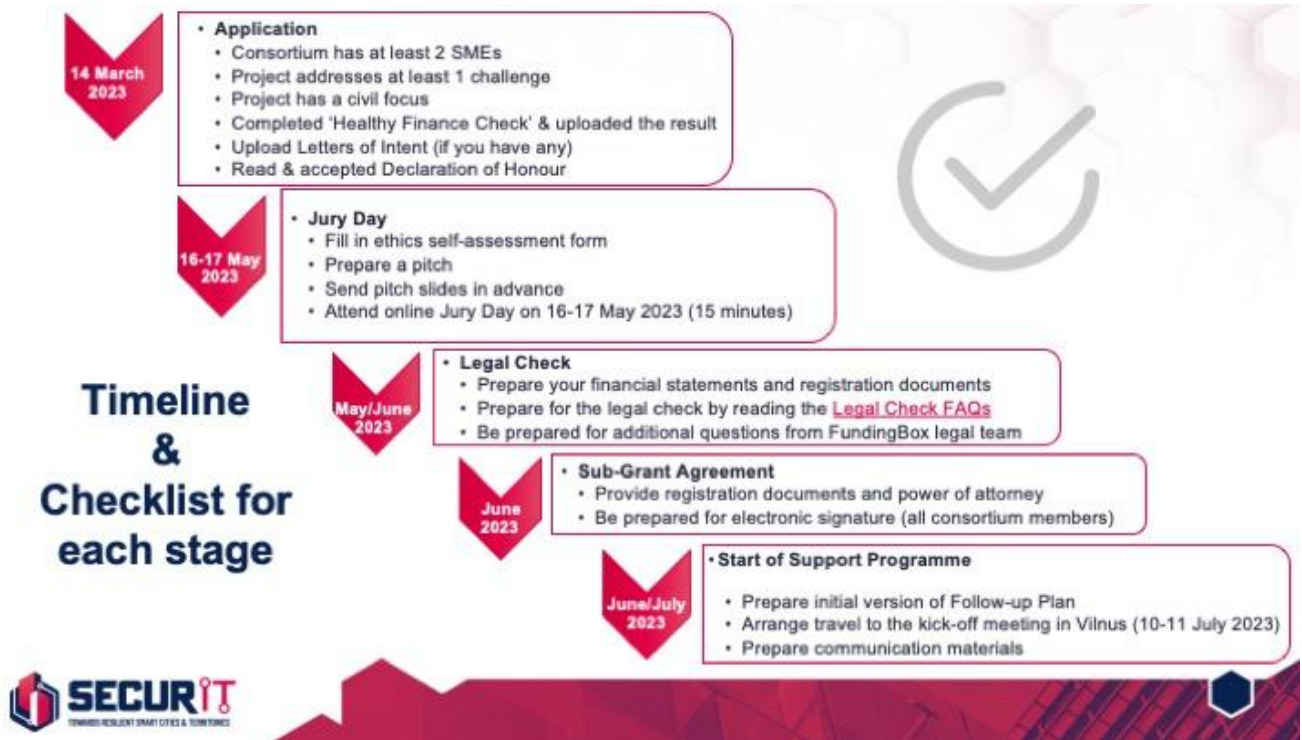 14 March
2023
• Application
• Consortium has at least 2 SMEs
• Project addresses at least 1 challenge
• Project has a civil focus
• Completed ‘Healthy Finance Check’ & uploaded the result
• Upload Letters of Intent (if you have any)
• Read & accepted Declaration of Honour
16-17 May
2023
• Jury Day
• Fill in ethics self-assessment form
• Prepare a pitch
• Send pitch slides in advance
• Attend online Jury Day on 16-17 May 2023 (15 minutes)
May/June
2023
• Legal Check
• Prepare your financial statements and registration documents
• Prepare for the legal check by reading the Legal Check FAQs
• Be prepared for additional questions from FundingBox legal team
Timeline
&
Checklist for
each stage
June
2023
• Sub-Grant Agreement
• Provide registration documents and power of attorney
• Be prepared for electronic signature (all consortium members)
June/July
2023
• Start of Support Programme
• Prepare initial version of Follow-up Plan
• Arrange travel to the kick-off meeting in Vilnus (10-11 July 2023)
• Prepare communication materials
SECURIT
TOWARDS RESILIENT SMART CITIES & TERRITORIES